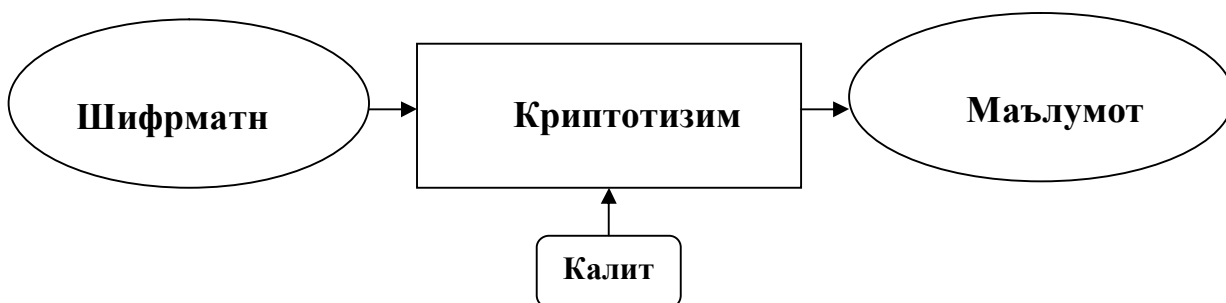 Шифрматн
Криптотизим
Маълумот
Калит